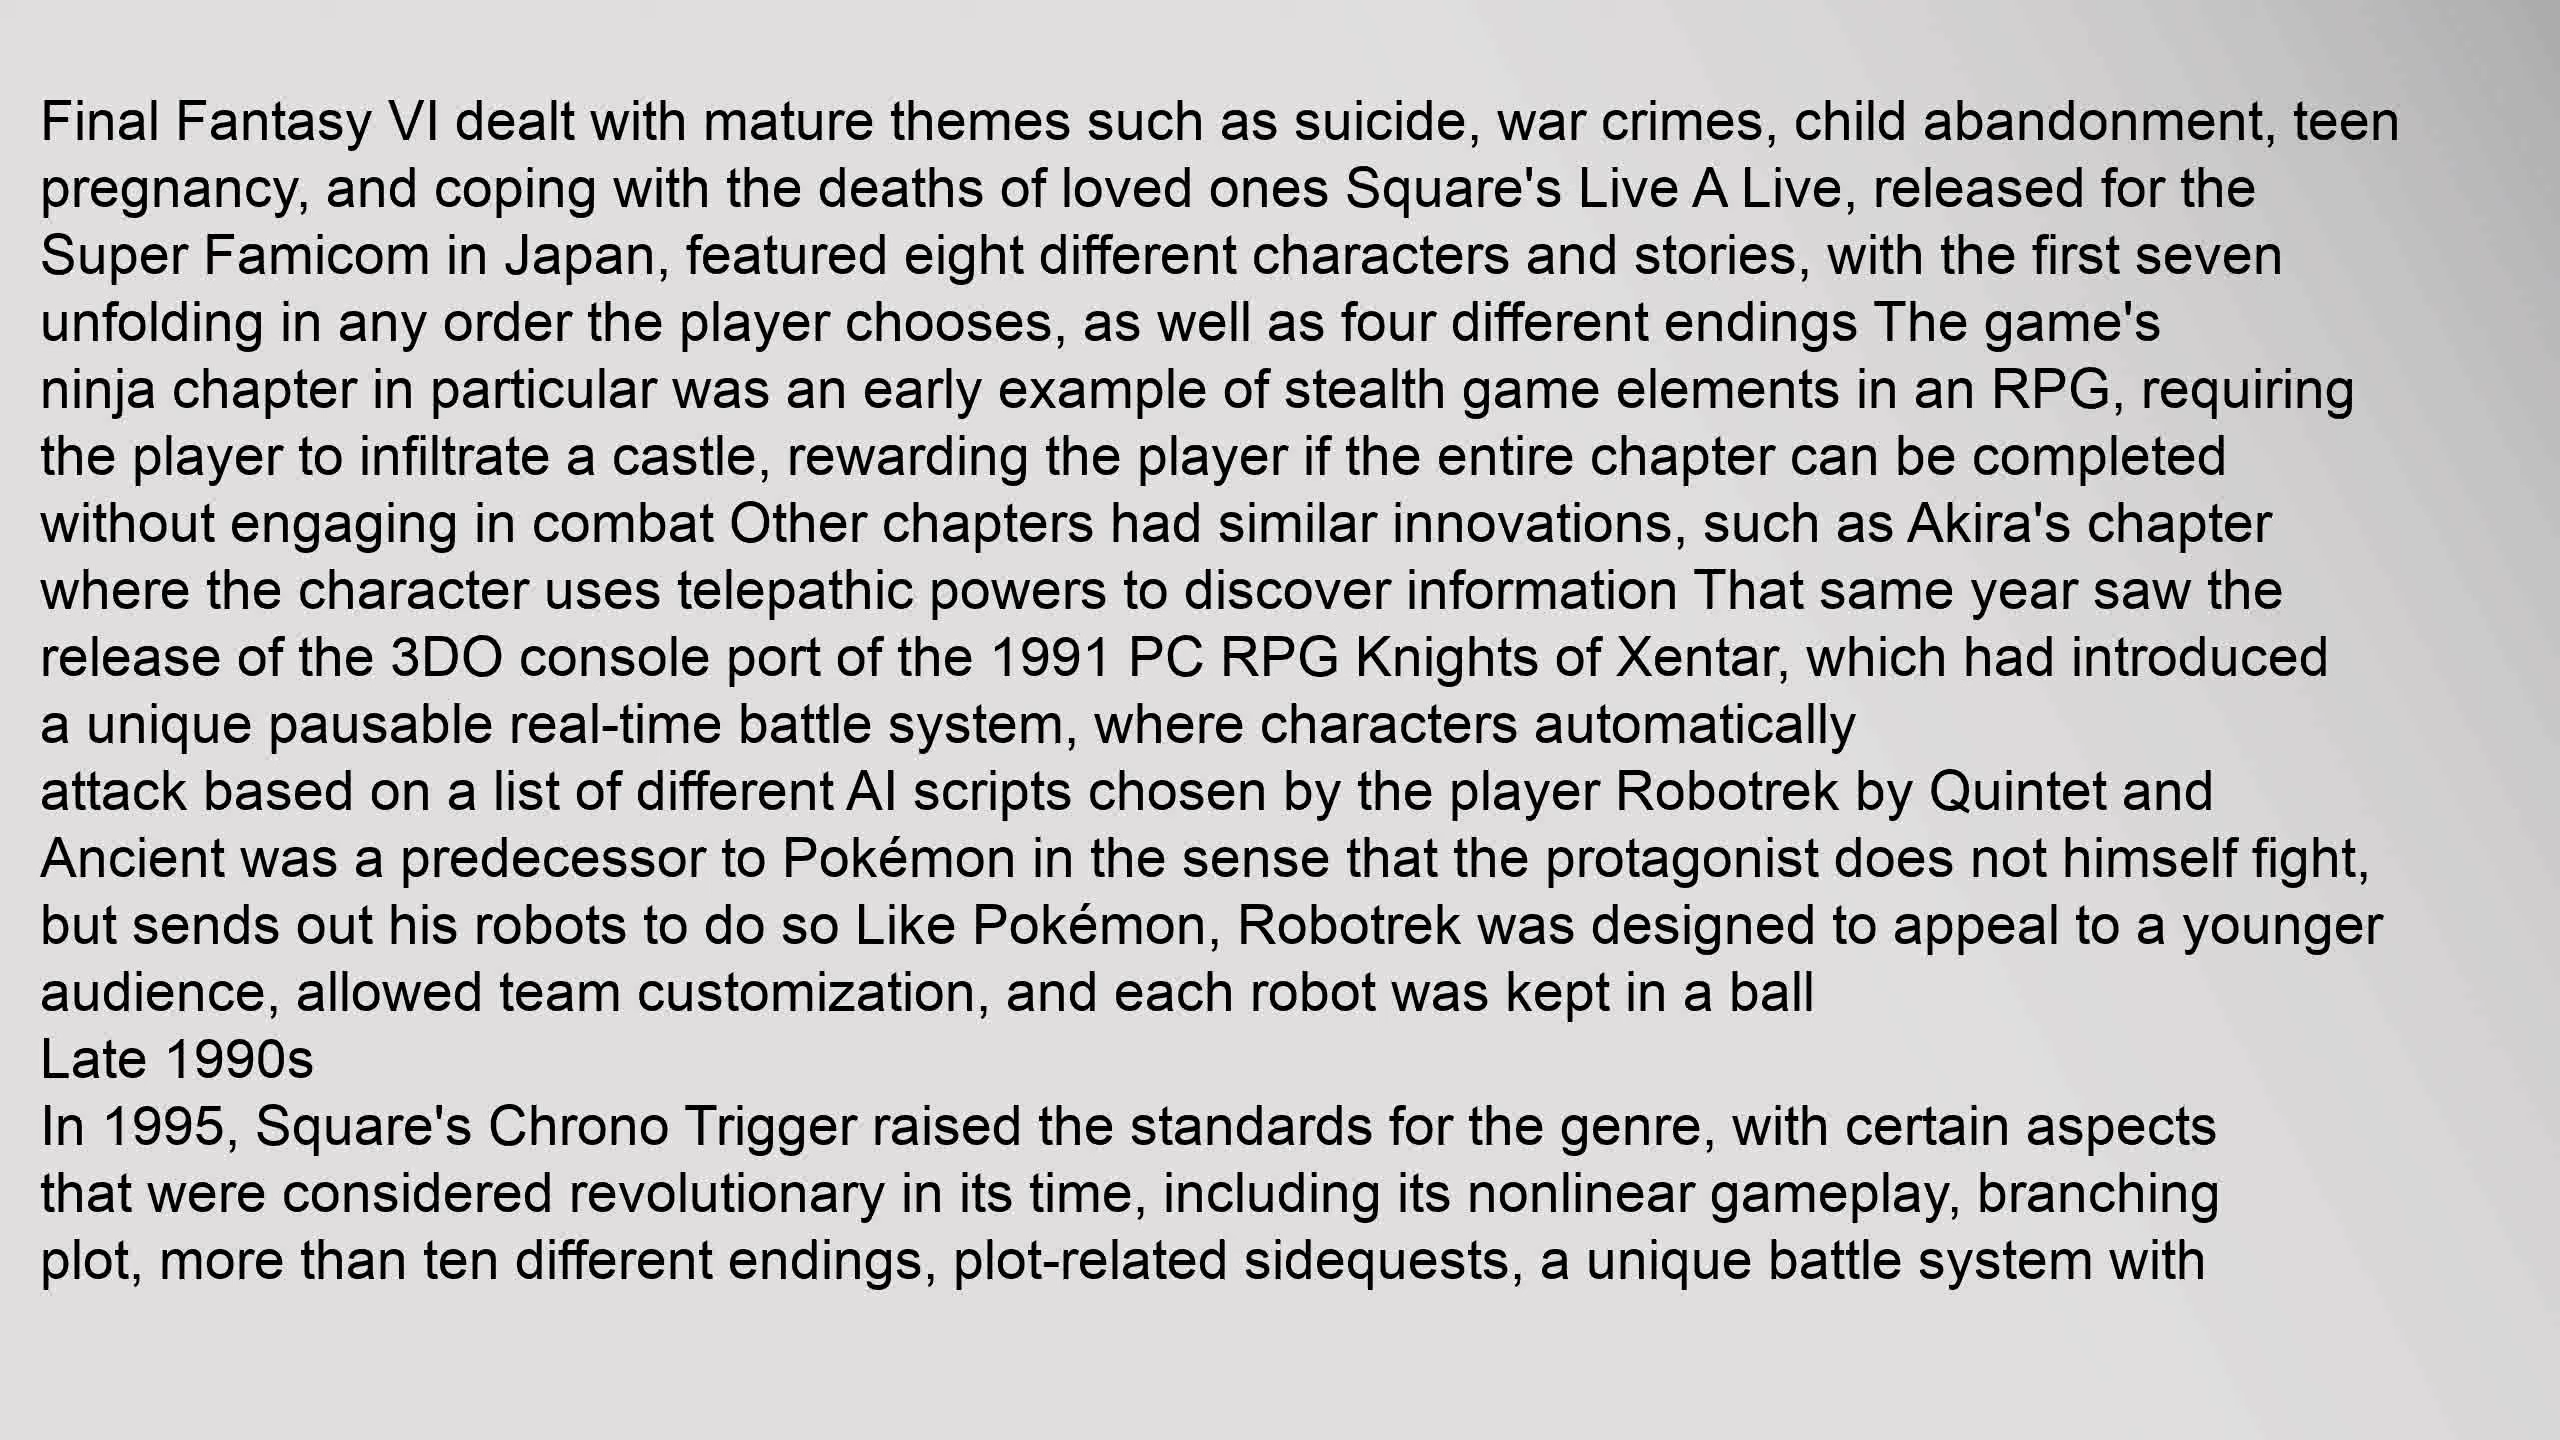 Final Fantasy VI dealt with mature themes such as suicide, war crimes, child abandonment, teen
pregnancy, and coping with the deaths of loved ones Square's Live A Live, released for the
Super Famicom in Japan, featured eight different characters and stories, with the first seven
unfolding in any order the player chooses, as well as four different endings The game's
ninja chapter in particular was an early example of stealth game elements in an RPG, requiring
the player to infiltrate a castle, rewarding the player if the entire chapter can be completed
without engaging in combat Other chapters had similar innovations, such as Akira's chapter
where the character uses telepathic powers to discover information That same year saw the
release of the 3DO console port of the 1991 PC RPG Knights of Xentar, which had introduced
a unique pausable real-time battle system, where characters automatically
attack based on a list of different AI scripts chosen by the player Robotrek by Quintet and
Ancient was a predecessor to Pokémon in the sense that the protagonist does not himself fight,
but sends out his robots to do so Like Pokémon, Robotrek was designed to appeal to a younger
audience, allowed team customization, and each robot was kept in a ball
Late 1990s
In 1995, Square's Chrono Trigger raised the standards for the genre, with certain aspects
that were considered revolutionary in its time, including its nonlinear gameplay, branching
plot, more than ten different endings, plot-related sidequests, a unique battle system with